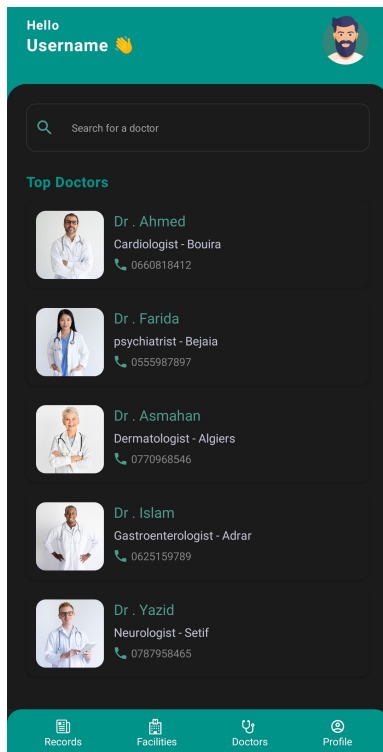 Hello
Username 👋
Search for a doctor
Top Doctors
Dr . Ahmed
Cardiologist - Bouira
0660818412
Dr . Farida
psychiatrist - Bejaia
0555987897
Dr . Asmahan
Dermatologist - Algiers
0770968546
Dr . Islam
Gastroenterologist - Adrar
0625159789
Dr . Yazid
Neurologist - Setif
0787958465
Records Facilities Doctors Profile